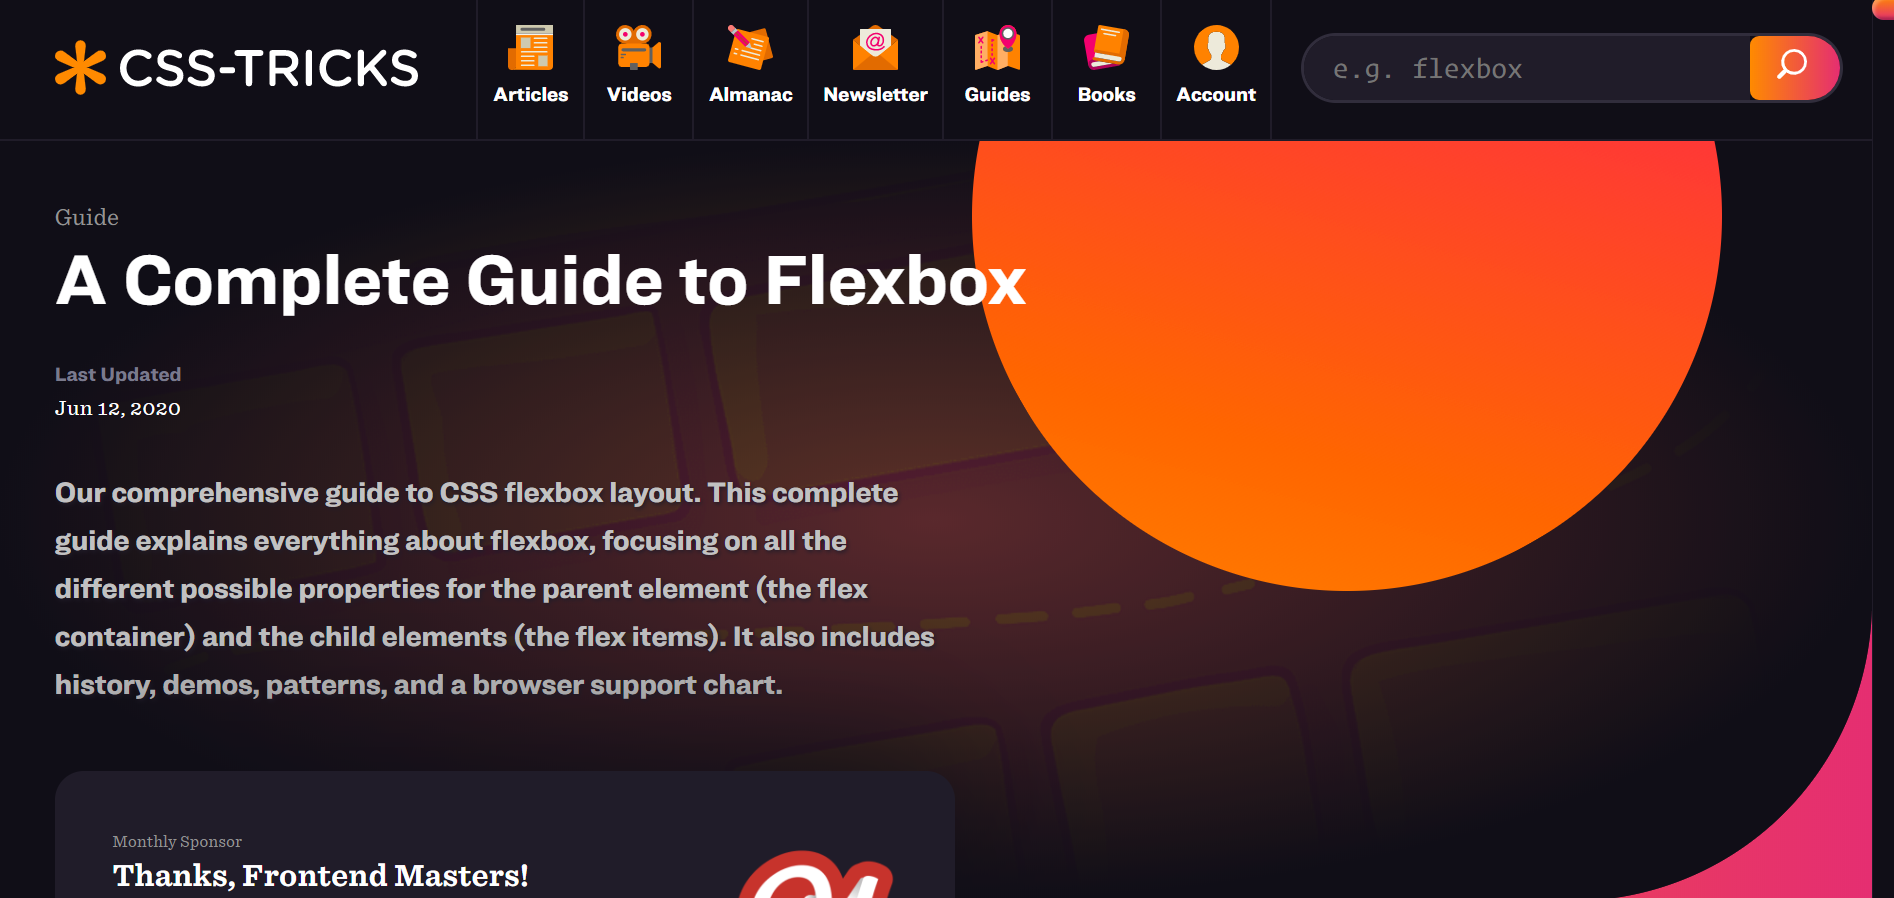 CSS-TRICKS
Articles
Videos
Almanac
@
Newsletter
Guides
Books
Account
e.g. flexbox
Guide
A Complete Guide to Flexbox
Last Updated
Jun 12, 2020
Our comprehensive guide to CSS flexbox layout. This complete
guide explains everything about flexbox, focusing on all the
different possible properties for the parent element (the flex
container) and the child elements (the flex items). It also includes
history, demos, patterns, and a browser support chart.
Monthly Sponsor
Thanks, Frontend Masters!